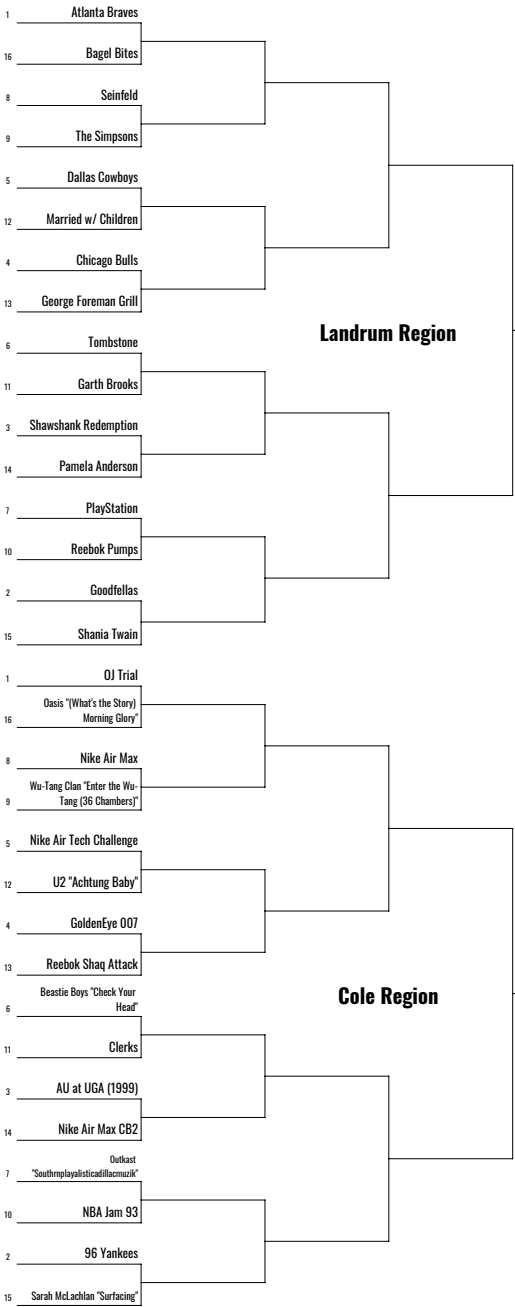 1 Atlanta Braves
16 Bagel Bites
8 Seinfeld
9 The Simpsons
5 Dallas Cowboys
12 Married w/ Children
4 Chicago Bulls
13 George Foreman Grill
Landrum Region
6 Tombstone
11 Garth Brooks
3 Shawshank Redemption
14 Pamela Anderson
7 PlayStation
10 Reebok Pumps
2 Goodfellas
15 Shania Twain
1 OJ Trial
Oasis "(What's the Story)
16 Morning Glory"
8 Nike Air Max
Wu-Tang Clan "Enter the Wu-
9 Tang (36 Chambers)"
5 Nike Air Tech Challenge
12 U2 "Achtung Baby"
4 GoldenEye 007
13 Reebok Shaq Attack
Cole Region
Beastie Boys "Check Your
6 Head"
11 Clerks
3 AU at UGA (1999)
14 Nike Air Max CB2
Outkast
7 "Southrnplayalisticadillacmuzik"
10 NBA Jam 93
2 96 Yankees
15 Sarah McLachlan "Surfacing"